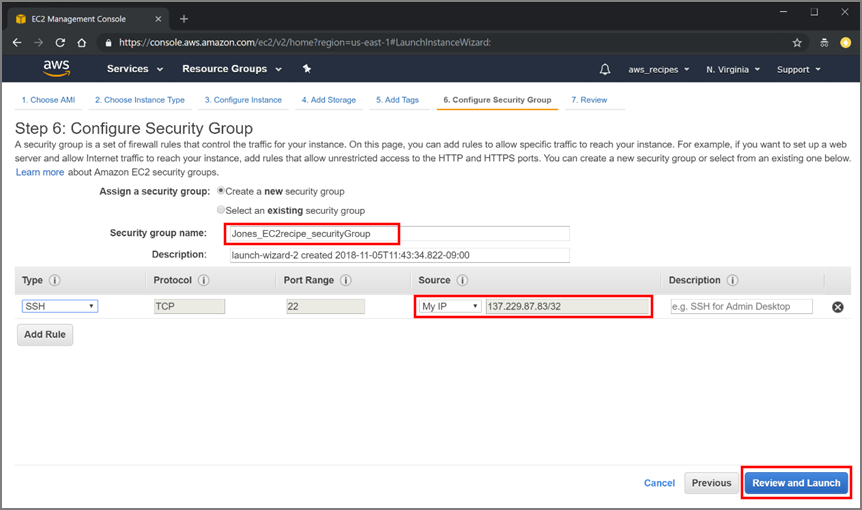 EC2 Management Console
https://console.aws.amazon.com/ec2/v2/home?region=us-east-1#LaunchInstanceWizard:
aws Services Resource Groups aws_recipes N. Virginia Support
1. Choose AMI 2. Choose Instance Type 3. Configure Instance 4. Add Storage 5. Add Tags 6. Configure Security Group 7. Review
Step 6: Configure Security Group
A security group is a set of firewall rules that control the traffic for your instance. On this page, you can add rules to allow specific traffic to reach your instance. For example, if you want to set up a web
server and allow Internet traffic to reach your instance, add rules that allow unrestricted access to the HTTP and HTTPS ports. You can create a new security group or select from an existing one below.
Learn more about Amazon EC2 security groups.
Assign a security group: Create a new security group
Select an existing security group
Security group name: Jones_EC2recipe_securityGroup
Description: launch-wizard-2 created 2018-11-05T11:43:34.822-09:00
Type i Protocol i Port Range i Source i Description i
SSH TCP 22 My IP 137.229.87.83/32 e.g. SSH for Admin Desktop
Add Rule
Cancel Previous Review and Launch